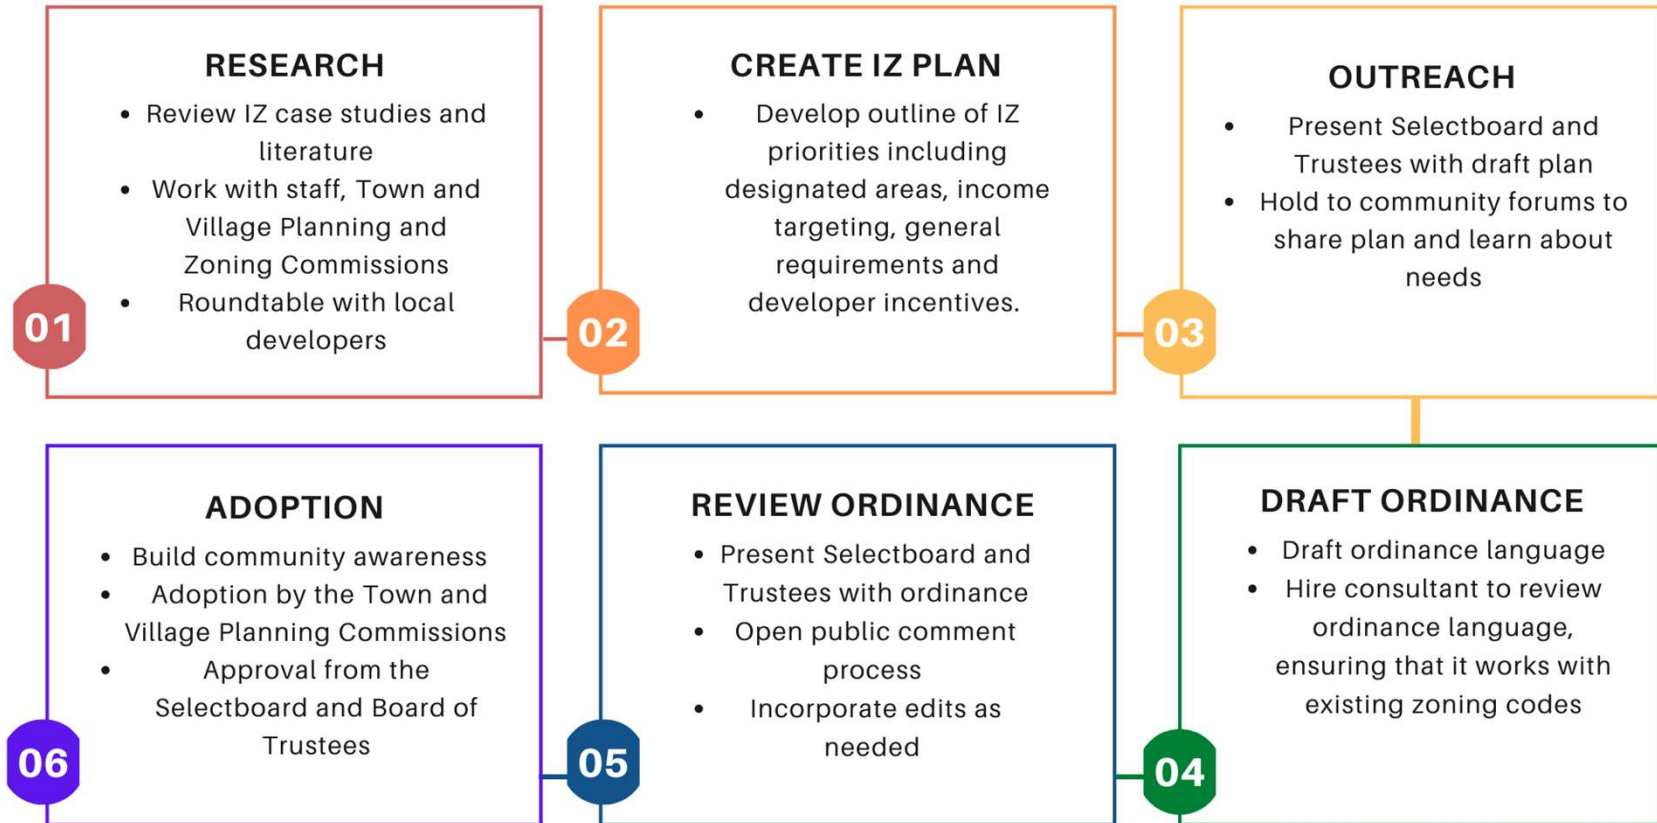 RESEARCH
• Review IZ case studies and
literature
• Work with staff, Town and
Village Planning and
Zoning Commissions
• Roundtable with local
developers
01
CREATE IZ PLAN
• Develop outline of IZ
priorities including
designated areas, income
targeting, general
requirements and
developer incentives.
02
OUTREACH
• Present Selectboard and
Trustees with draft plan
• Hold to community forums to
share plan and learn about
needs
03
DRAFT ORDINANCE
• Draft ordinance language
• Hire consultant to review
ordinance language,
ensuring that it works with
existing zoning codes
04
REVIEW ORDINANCE
• Present Selectboard and
Trustees with ordinance
• Open public comment
process
• Incorporate edits as
needed
05
ADOPTION
• Build community awareness
• Adoption by the Town and
Village Planning Commissions
• Approval from the
Selectboard and Board of
Trustees
06